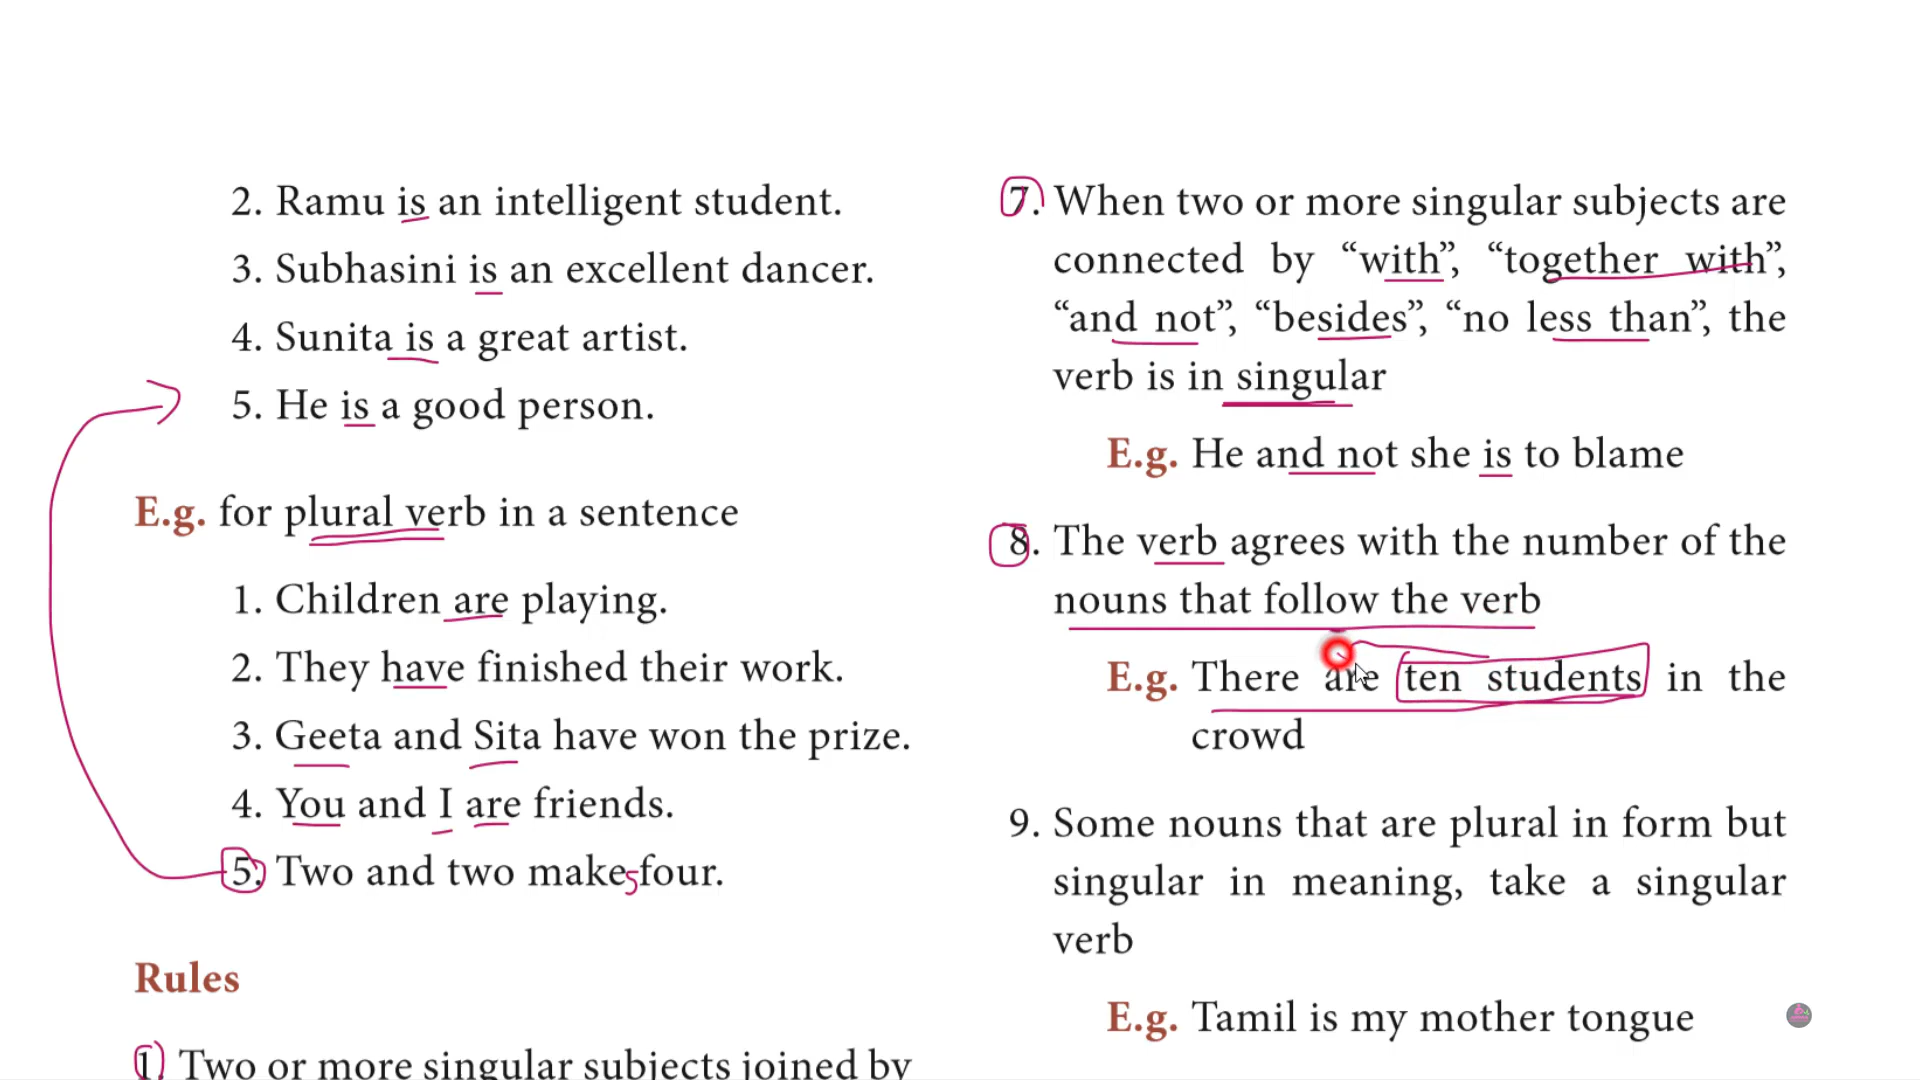 2. Ramu is an intelligent student.
3. Subhasini is an excellent dancer.
4. Sunita is a great artist.
5. He is a good person.
E.g. for plural verb in a sentence
1. Children are playing.
2. They have finished their work.
3. Geeta and Sita have won the prize.
4. You and I are friends.
5. Two and two makes four.
Rules
1) Two or more singular subjects joined by
7. When two or more singular subjects are
connected by “with”, “together with”,
“and not”, “besides”, “no less than”, the
verb is in singular
E.g. He and not she is to blame
8. The verb agrees with the number of the
nouns that follow the verb
E.g. There are ten students in the
crowd
9. Some nouns that are plural in form but
singular in meaning, take a singular
verb
E.g. Tamil is my mother tongue